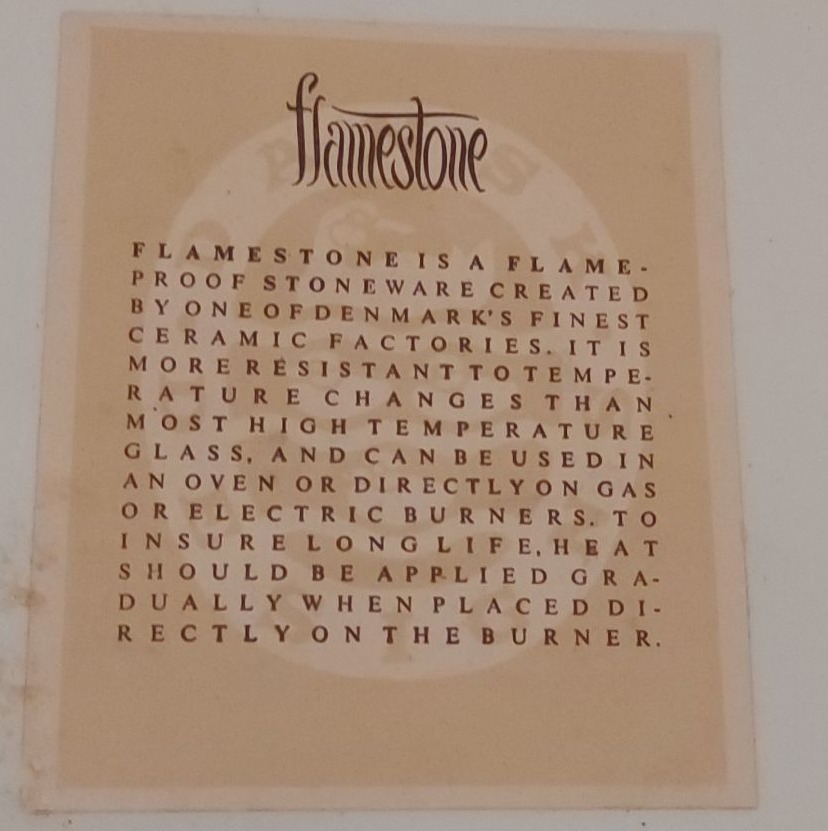 flamestone
FLAMESTONE IS A FLAME-
PROOF STONEWARE CREATED
BY ONE OF DENMARK'S FINEST
CERAMIC FACTORIES. IT IS
MORE RESISTANT TO TEMPE-
RATURE CHANGES THAN
MOST HIGH TEMPERATURE
GLASS, AND CAN BE USED IN
AN OVEN OR DIRECTLY ON GAS
OR ELECTRIC BURNERS. TO
INSURE LONG LIFE, HEAT
SHOULD BE APPLIED GRA-
DUALLY WHEN PLACED DI-
RECTLY ON THE BURNER.